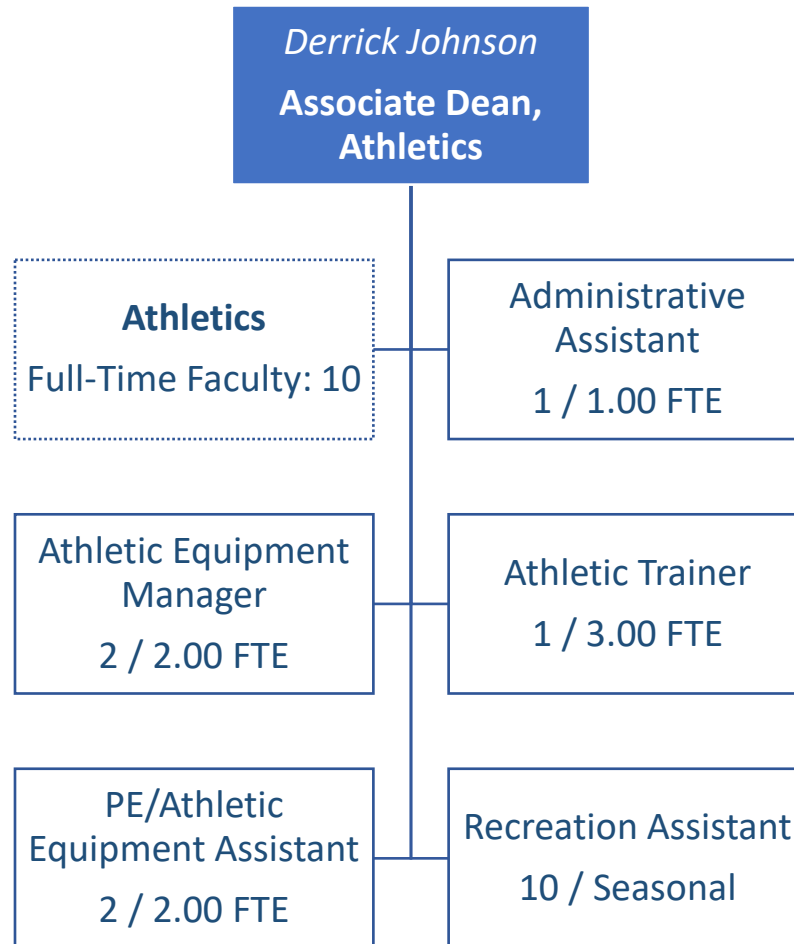 Derrick Johnson
Associate Dean,
Athletics
Athletics
Full-Time Faculty: 10
Administrative
Assistant
1 / 1.00 FTE
Athletic Equipment
Manager
2 / 2.00 FTE
Athletic Trainer
1 / 3.00 FTE
PE/Athletic
Equipment Assistant
2 / 2.00 FTE
Recreation Assistant
10 / Seasonal